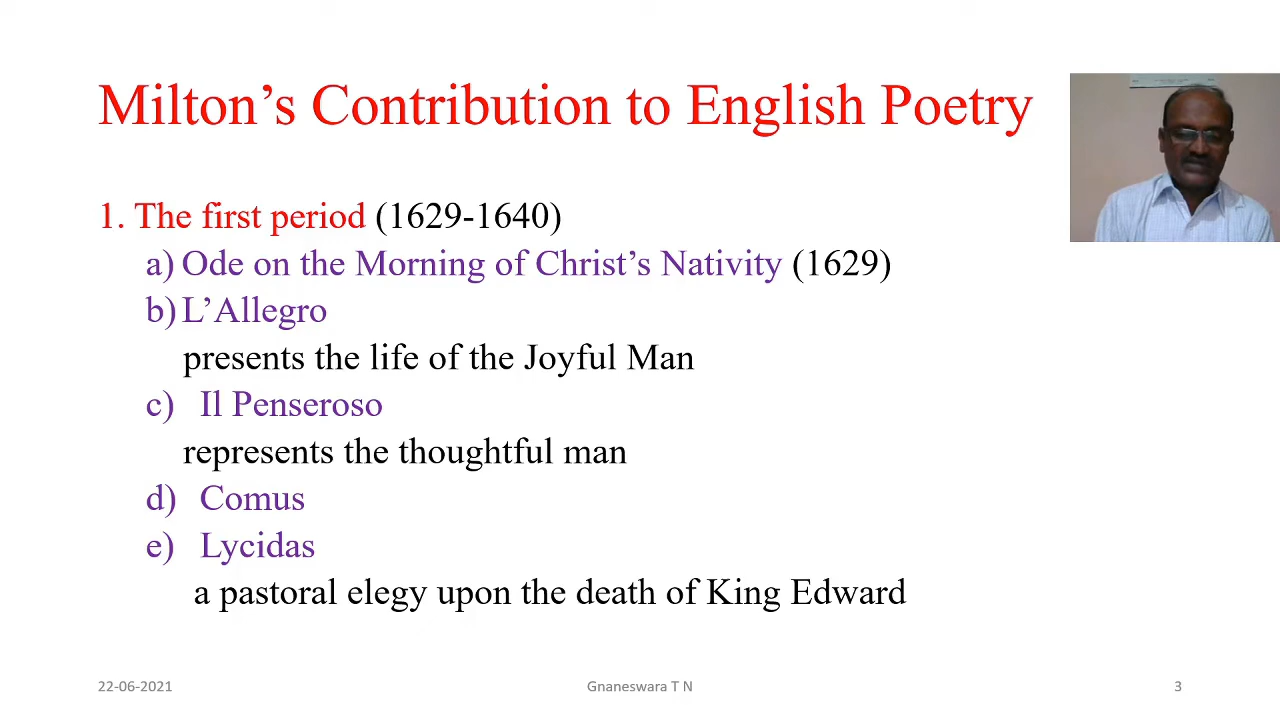 Milton’s Contribution to English Poetry
1. The first period (1629-1640)
a) Ode on the Morning of Christ’s Nativity (1629)
b) L’Allegro
presents the life of the Joyful Man
c) Il Penseroso
represents the thoughtful man
d) Comus
e) Lycidas
a pastoral elegy upon the death of King Edward
22-06-2021
Gnaneswara T N
3